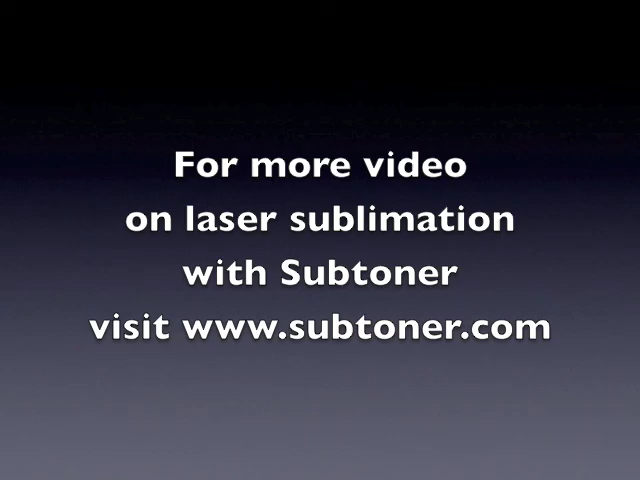 For more video
on laser sublimation
with Subtoner
visit www.subtoner.com